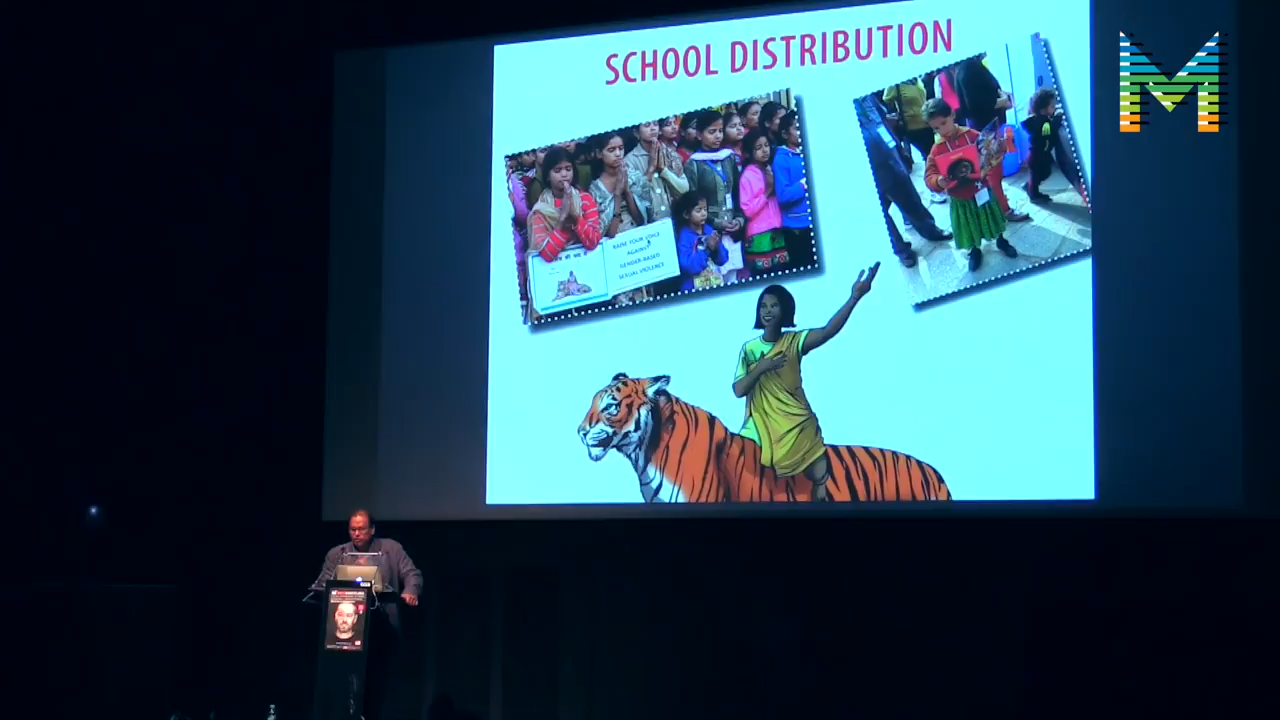 SCHOOL DISTRIBUTION
M
RAISE YOUR VOICE
AGAINST
GENDER-BASED
SEXUAL VIOLENCE